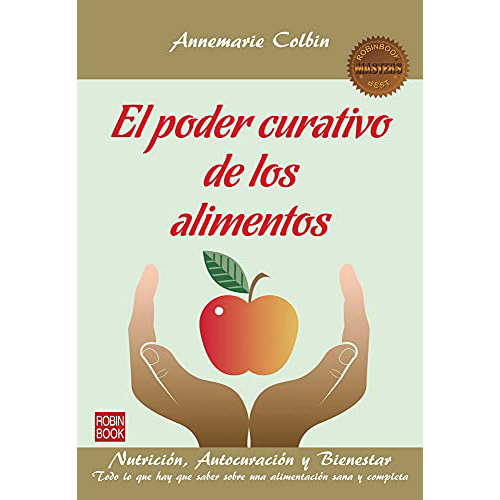 Annemarie Colbin
ROBINBOOK
MASTERS
BEST
El poder curativo
de los
alimentos
ROBIN
BOOK
Nutrición, Autocuración y Bienestar
Todo lo que hay que saber sobre una alimentación sana y completa